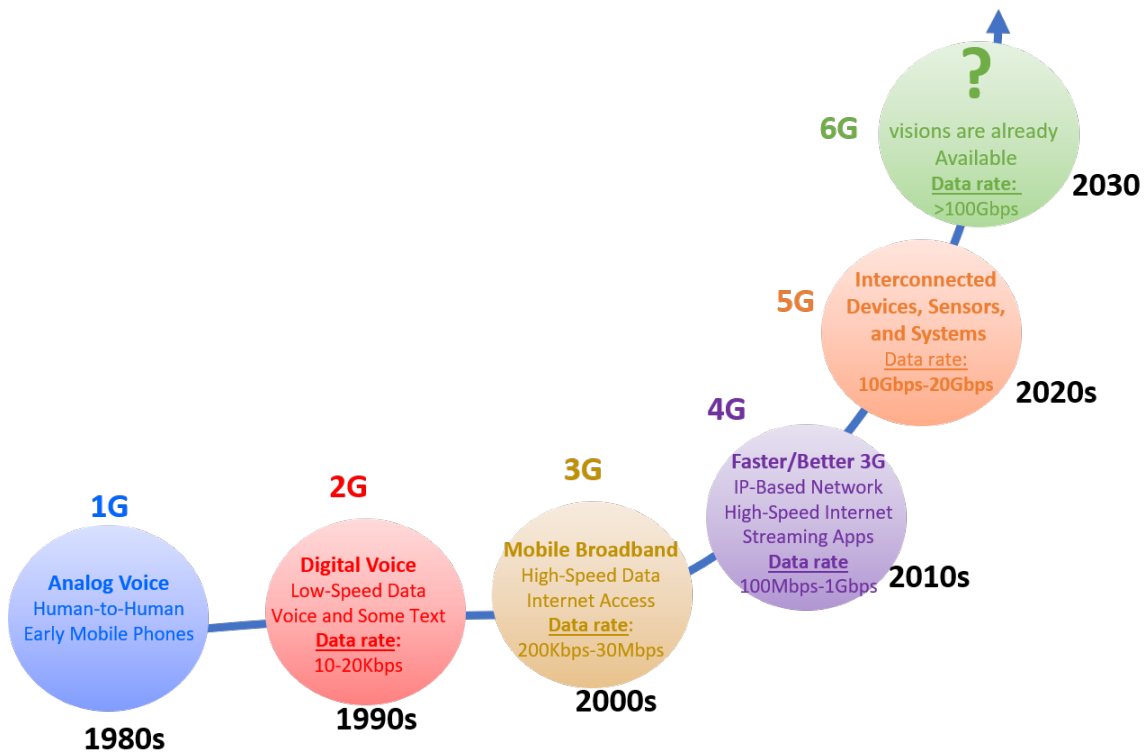 1G
Analog Voice
Human-to-Human
Early Mobile Phones
1980s
2G
Digital Voice
Low-Speed Data
Voice and Some Text
Data rate:
10-20Kbps
1990s
3G
Mobile Broadband
High-Speed Data
Internet Access
Data rate:
200Kbps-30Mbps
2000s
4G
Faster/Better 3G
IP-Based Network
High-Speed Internet
Streaming Apps
Data rate
100Mbps-1Gbps
2010s
5G
Interconnected
Devices, Sensors,
and Systems
Data rate:
10Gbps-20Gbps
2020s
6G
?
visions are already
Available
Data rate:
>100Gbps
2030